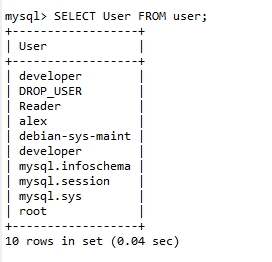 mysql> SELECT User FROM user;
+------------------+
| User             |
+------------------+
| developer        |
| DROP_USER        |
| Reader           |
| alex             |
| debian-sys-maint |
| developer        |
| mysql.infoschema |
| mysql.session    |
| mysql.sys        |
| root             |
+------------------+
10 rows in set (0.04 sec)